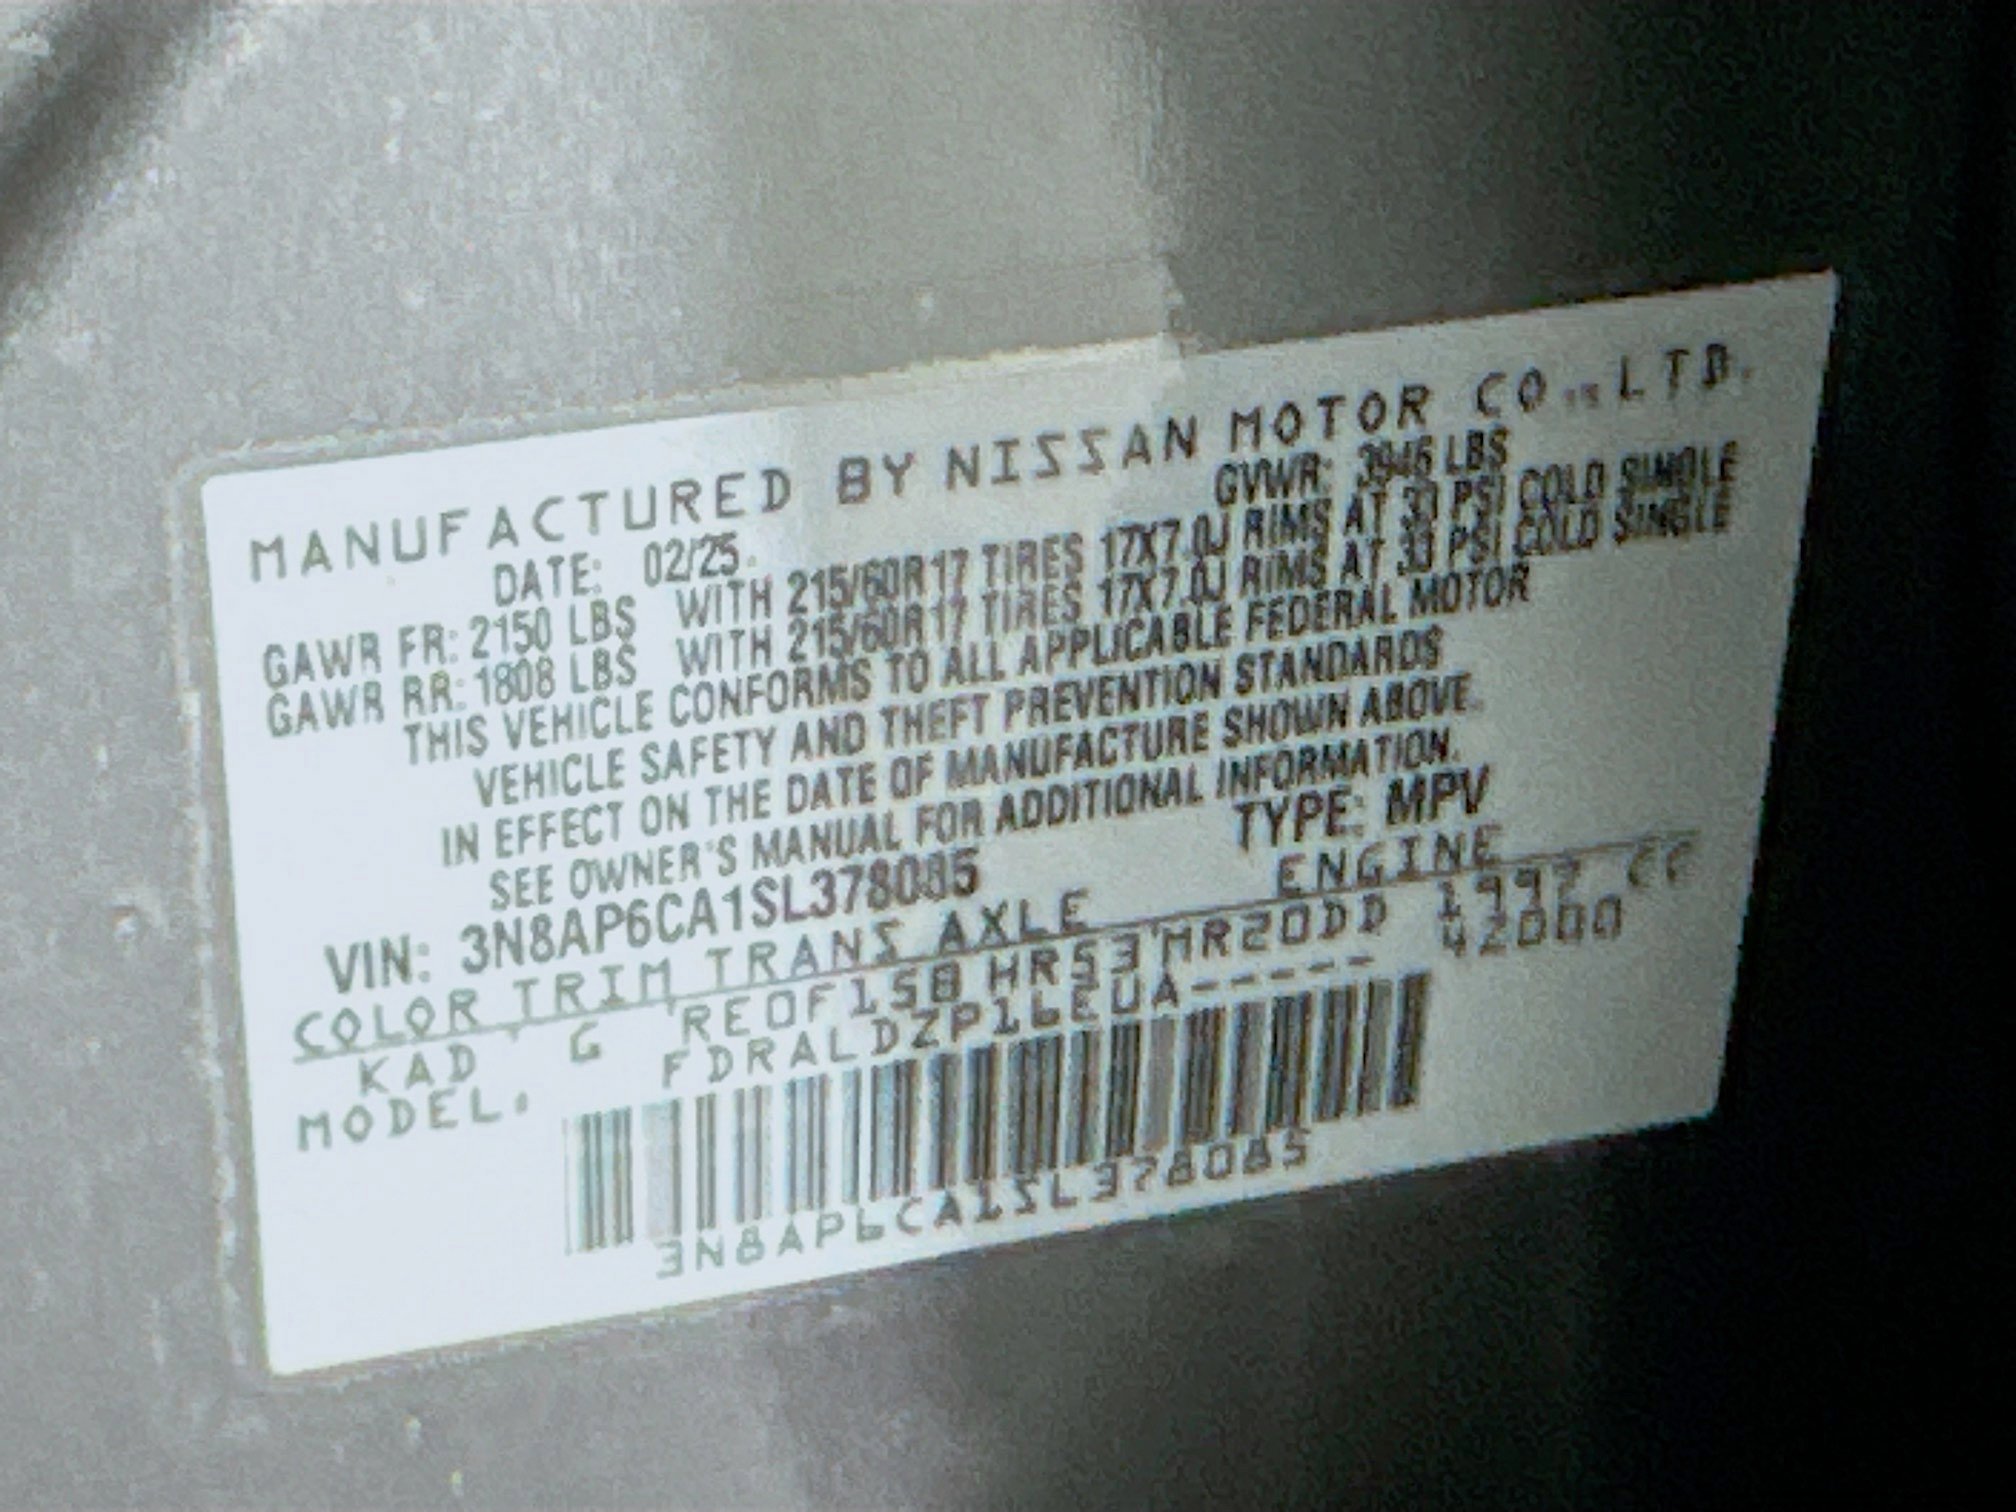 MANUFACTURED BY NISSAN MOTOR CO., LTD.
DATE: 02/25 GVWR: 3946 LBS
GAWR FR: 2150 LBS WITH 215/60R17 TIRES 17X7.0J RIMS AT 33 PSI COLD SINGLE
GAWR RR: 1808 LBS WITH 215/60R17 TIRES 17X7.0J RIMS AT 33 PSI COLD SINGLE
THIS VEHICLE CONFORMS TO ALL APPLICABLE FEDERAL MOTOR
VEHICLE SAFETY AND THEFT PREVENTION STANDARDS
IN EFFECT ON THE DATE OF MANUFACTURE SHOWN ABOVE.
SEE OWNER'S MANUAL FOR ADDITIONAL INFORMATION.
VIN: 3N8AP6CA1SL378085 TYPE: MPV
COLOR TRIM TRANS AXLE ENGINE
KAD G RE0F15B HR53 MR20DD 1997 CC
MODEL. FDRALDZP1LEUA----- 42000
3N8AP6CA1SL378085